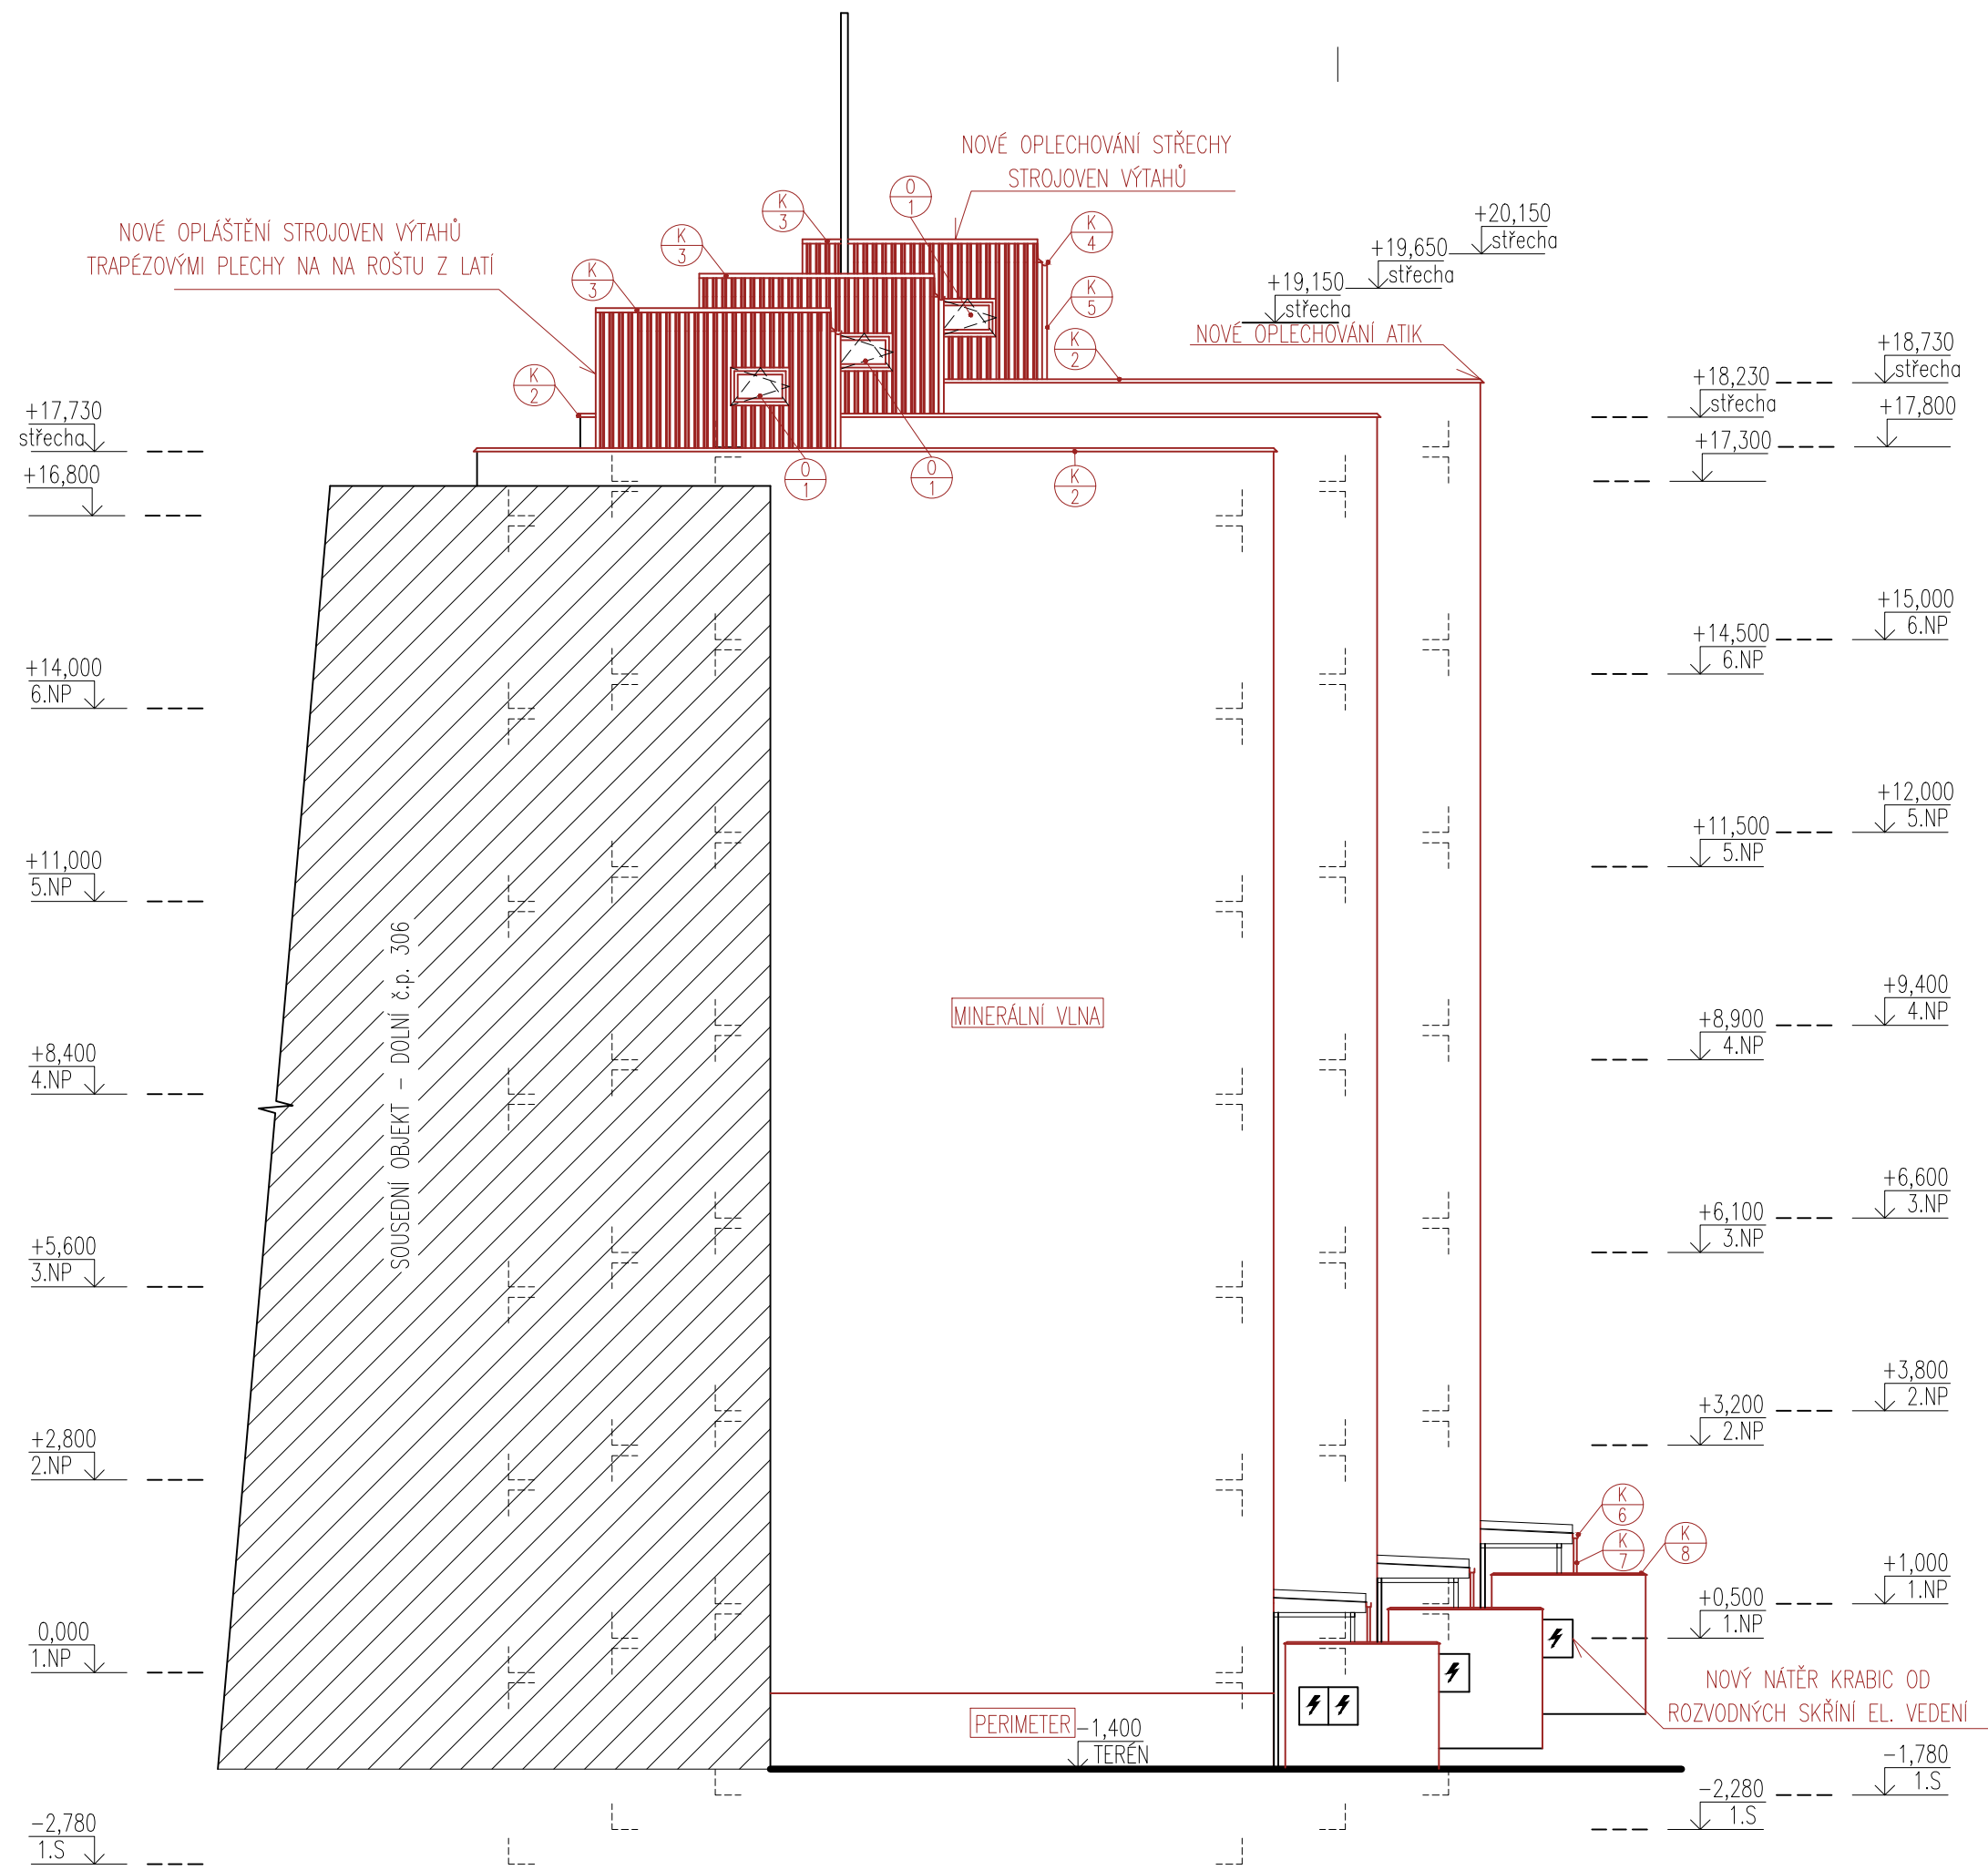 NOVÉ OPLECHOVÁNÍ STŘECHY
STROJOVEN VÝTAHŮ
NOVÉ OPLÁŠTĚNÍ STROJOVEN VÝTAHŮ
TRAPÉZOVÝMI PLECHY NA NA ROŠTU Z LATÍ
K
3
K
3
K
3
O
1
K
4
K
5
K
2
K
2
O
1
O
1
K
2
+20,150
střecha
+19,650
střecha
+19,150
střecha
NOVÉ OPLECHOVÁNÍ ATIK
+18,730
střecha
+18,230
střecha
+17,800
+17,300
+17,730
střecha
+16,800
+15,000
6.NP
+14,500
6.NP
+14,000
6.NP
+12,000
5.NP
+11,500
5.NP
+11,000
5.NP
SOUSEDNÍ OBJEKT - DOLNÍ č.p. 306
MINERÁLNÍ VLNA
+9,400
4.NP
+8,900
4.NP
+8,400
4.NP
+6,600
3.NP
+6,100
3.NP
+5,600
3.NP
+3,800
2.NP
+3,200
2.NP
+2,800
2.NP
K
6
K
7
K
8
+1,000
1.NP
+0,500
1.NP
0,000
1.NP
NOVÝ NÁTĚR KRABIC OD
ROZVODNÝCH SKŘÍNÍ EL. VEDENÍ
PERIMETER
-1,400
TERÉN
-1,780
1.S
-2,280
1.S
-2,780
1.S